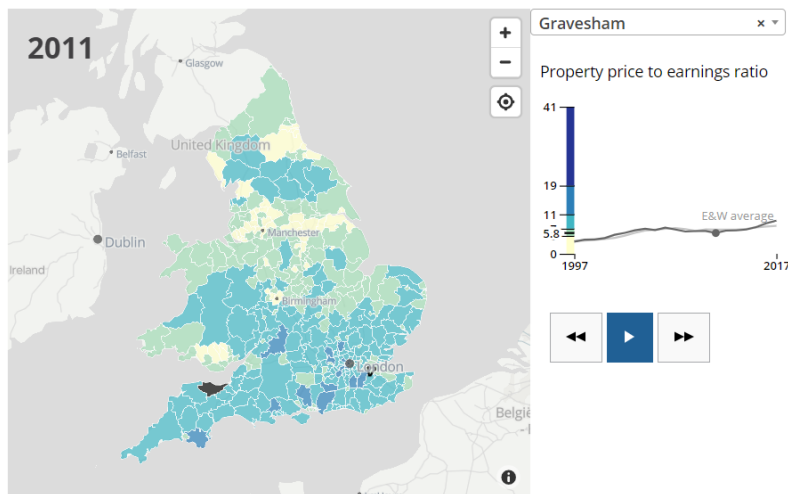 2011
Glasgow
United Kingdom
Belfast
Dublin
Ireland
Manchester
Birmingham
London
+
−
Gravesham
Property price to earnings ratio
41
19
11
5.8
0
E&W average
1997
2017